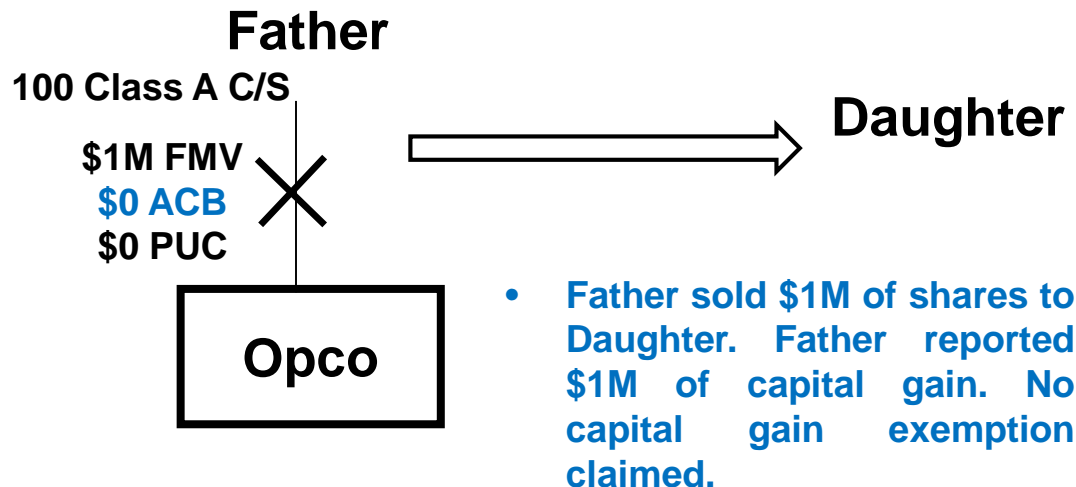 Father
100 Class A C/S
Daughter
$1M FMV
$0 ACB
$0 PUC
Opco
• Father sold $1M of shares to
Daughter. Father reported
$1M of capital gain. No
capital gain exemption
claimed.